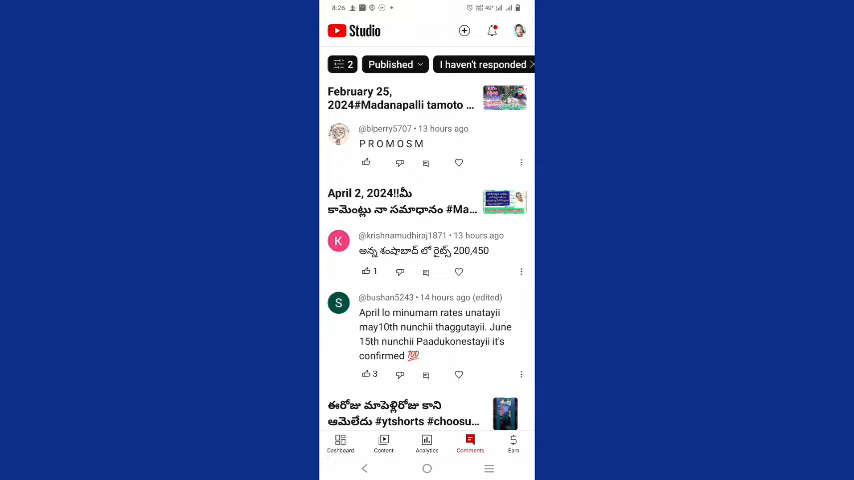 8:26
Studio
2
Published
I haven't responded
February 25,
2024#Madanapalli tamoto ...
@blperry5707 • 13 hours ago
P R O M O S M
April 2, 2024!!మీ
కామెంట్లు నా సమాధానం #Ma...
K
@krishnamudhiraj1871 • 13 hours ago
అన్న శంషాబాద్ లో రైట్స్ 200,450
1
S
@bushan5243 • 14 hours ago (edited)
April lo minumam rates unatayii
may10th nunchii thaggutayii. June
15th nunchii Paadukonestayii it's
confirmed 💯
3
ఈరోజు మాపెళ్లిరోజు కాని
ఆమెలేదు #ytshorts #choosu...
Dashboard
Content
Analytics
Comments
Earn